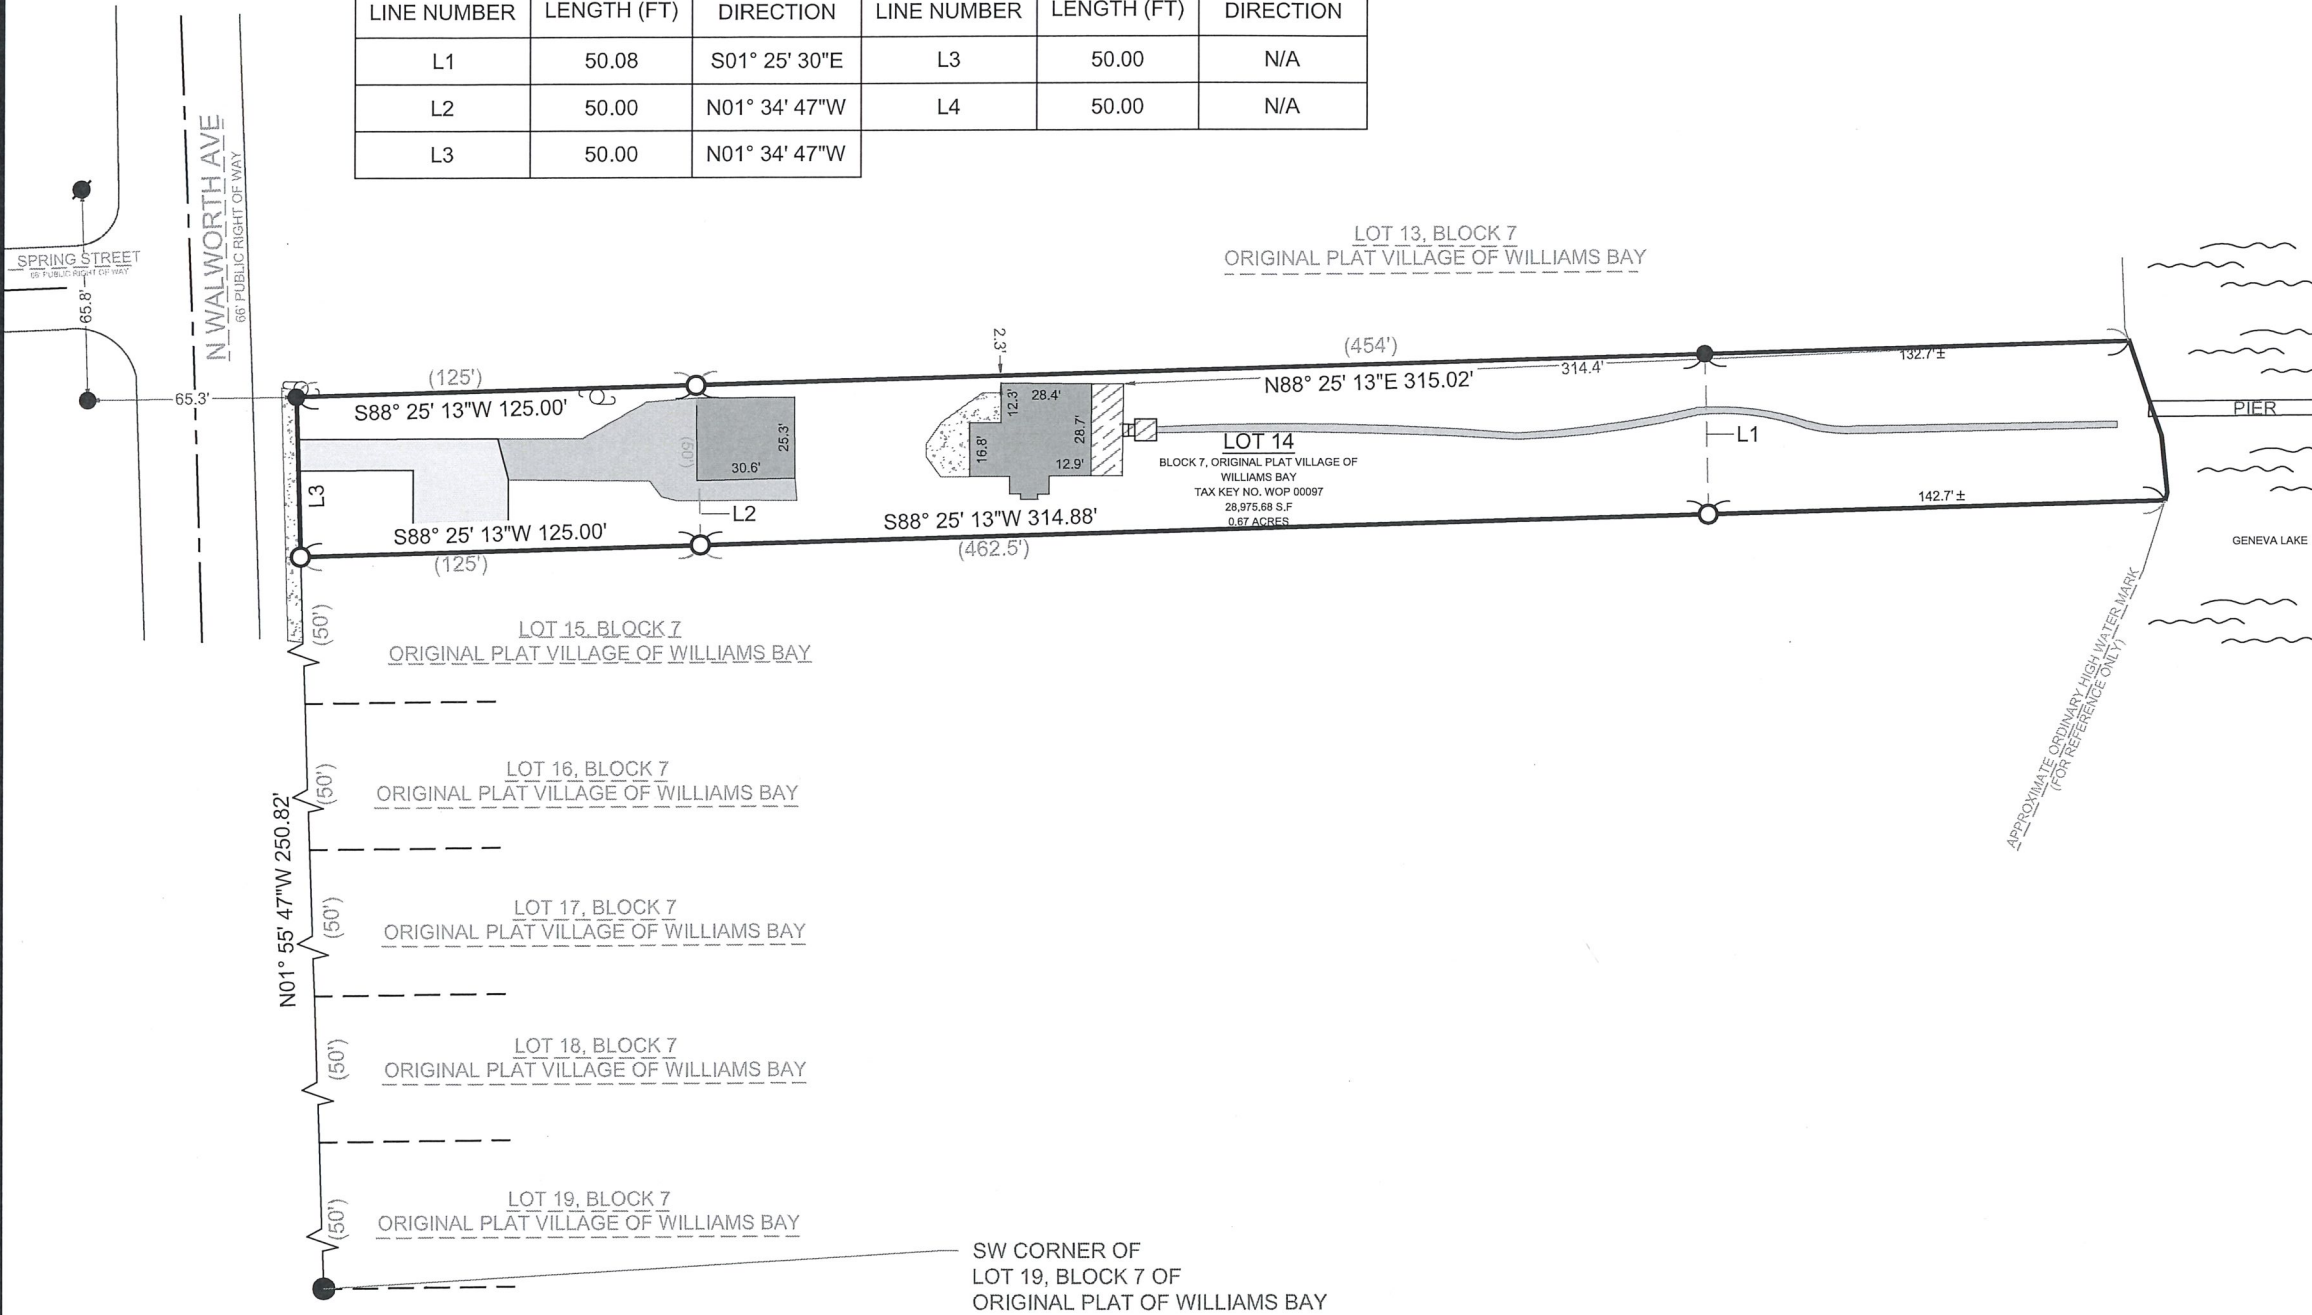 LINE NUMBER LENGTH (FT) DIRECTION LINE NUMBER LENGTH (FT) DIRECTION
L1 50.08 S01° 25' 30"E L3 50.00 N/A
L2 50.00 N01° 34' 47"W L4 50.00 N/A
L3 50.00 N01° 34' 47"W
N WALWORTH AVE
66' PUBLIC RIGHT OF WAY
SPRING STREET
66' PUBLIC RIGHT OF WAY
65.8'
65.3'
LOT 13, BLOCK 7
ORIGINAL PLAT VILLAGE OF WILLIAMS BAY
(125')
S88° 25' 13"W 125.00'
2.3'
(454')
N88° 25' 13"E 315.02'
314.4'
132.7'±
(60')
25.3'
30.6'
12.3'
28.4'
28.7'
16.8'
12.9'
L3
L2
L1
PIER
LOT 14
BLOCK 7, ORIGINAL PLAT VILLAGE OF
WILLIAMS BAY
TAX KEY NO. WOP 00097
28,975.68 S.F
0.67 ACRES
S88° 25' 13"W 125.00'
(125')
S88° 25' 13"W 314.88'
(462.5')
142.7'±
GENEVA LAKE
APPROXIMATE ORDINARY HIGH WATER MARK
(FOR REFERENCE ONLY)
(50')
LOT 15, BLOCK 7
ORIGINAL PLAT VILLAGE OF WILLIAMS BAY
(50')
LOT 16, BLOCK 7
ORIGINAL PLAT VILLAGE OF WILLIAMS BAY
N01° 55' 47"W 250.82'
(50')
LOT 17, BLOCK 7
ORIGINAL PLAT VILLAGE OF WILLIAMS BAY
(50')
LOT 18, BLOCK 7
ORIGINAL PLAT VILLAGE OF WILLIAMS BAY
(50')
LOT 19, BLOCK 7
ORIGINAL PLAT VILLAGE OF WILLIAMS BAY
SW CORNER OF
LOT 19, BLOCK 7 OF
ORIGINAL PLAT OF WILLIAMS BAY